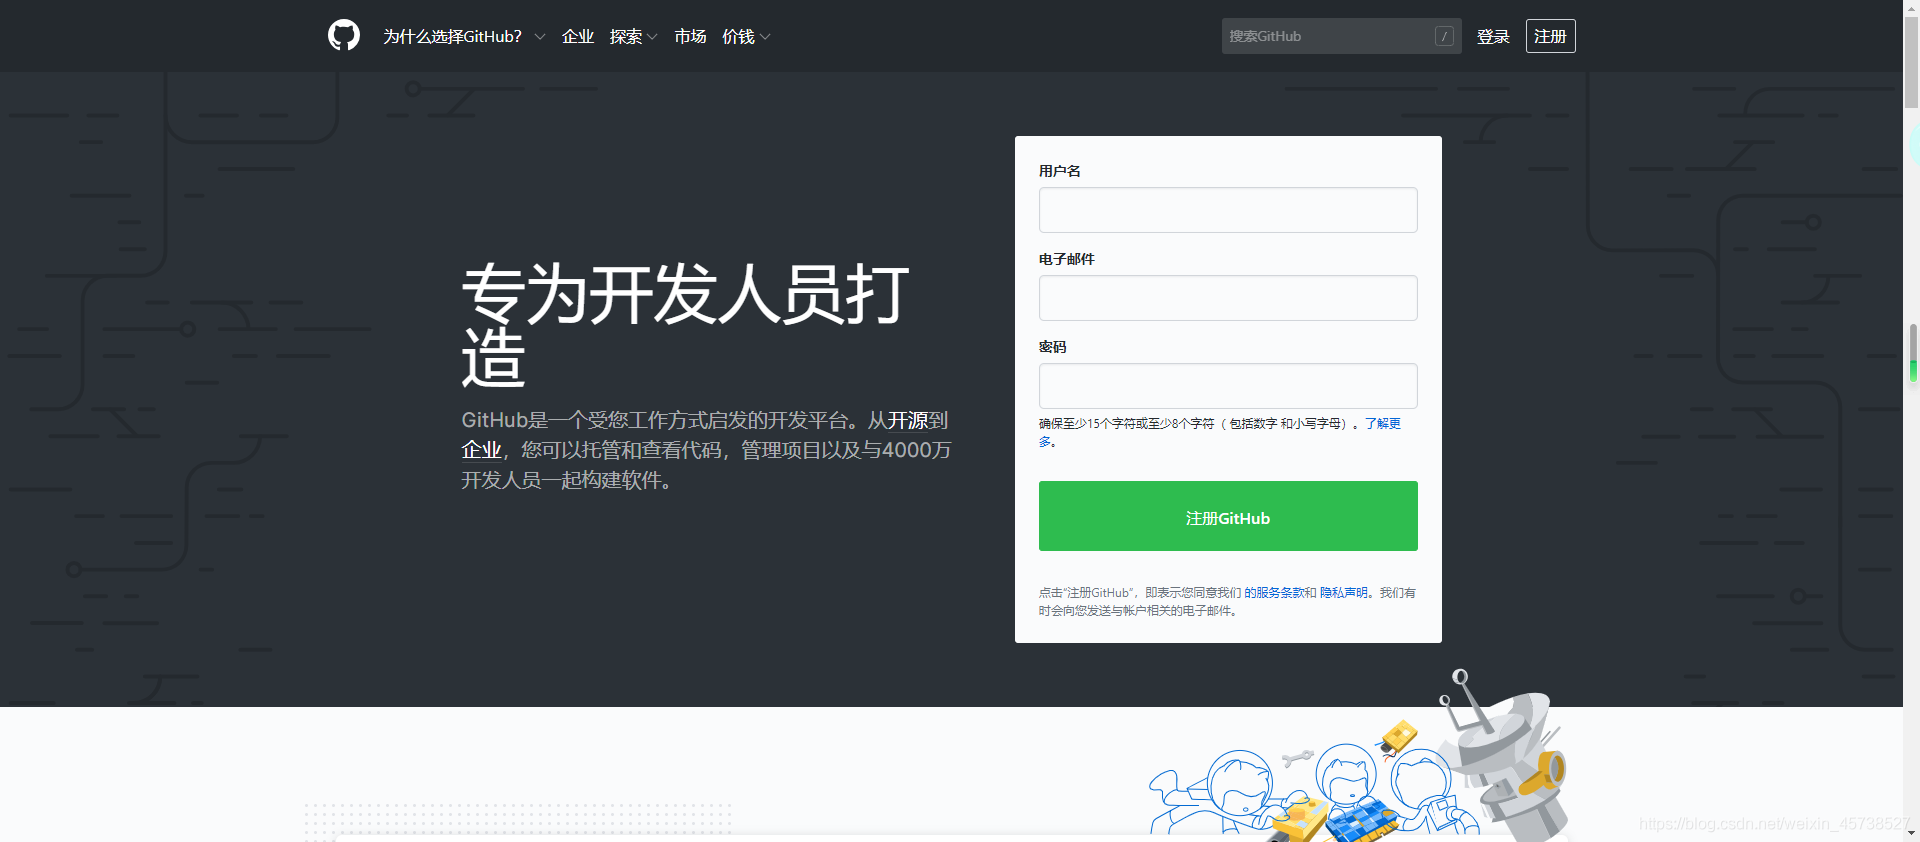 为什么选择GitHub? 企业 探索 市场 价钱 搜索GitHub / 登录 注册
用户名
电子邮件
密码
确保至少15个字符或至少8个字符（ 包括数字 和小写字母）。了解更
多。
注册GitHub
点击“注册GitHub”，即表示您同意我们 的服务条款和 隐私声明。我们有
时会向您发送与帐户相关的电子邮件。
专为开发人员打
造
GitHub是一个受您工作方式启发的开发平台。从开源到
企业，您可以托管和查看代码，管理项目以及与4000万
开发人员一起构建软件。
https://blog.csdn.net/weixin_45738527